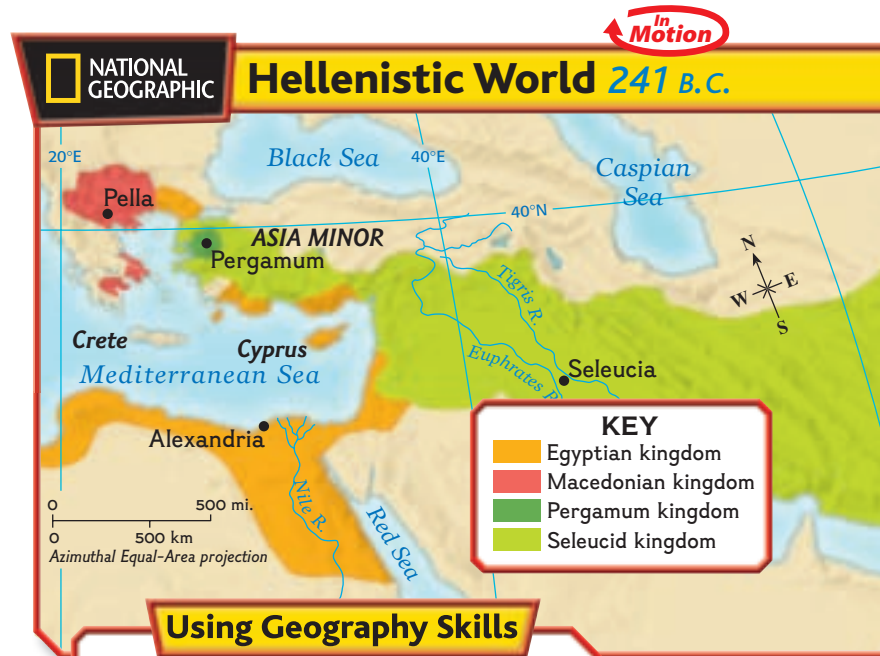 In
Motion
NATIONAL
GEOGRAPHIC
Hellenistic World 241 B.C.
20°E
Black Sea
40°E
Caspian
Sea
Pella
40°N
ASIA MINOR
Pergamum
N
W E
S
Tigris R.
Crete
Cyprus
Euphrates R.
Seleucia
Mediterranean Sea
Alexandria
Nile R.
Red Sea
KEY
Egyptian kingdom
Macedonian kingdom
Pergamum kingdom
Seleucid kingdom
0 500 mi.
0 500 km
Azimuthal Equal-Area projection
Using Geography Skills